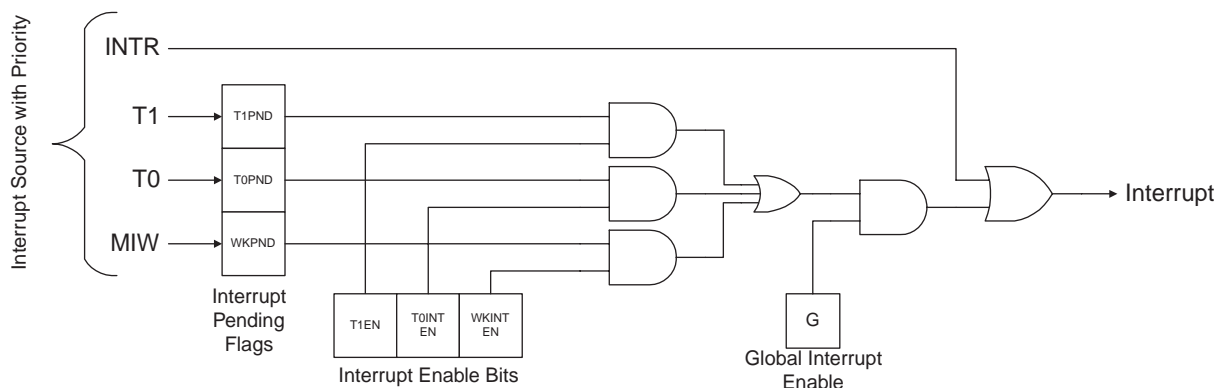 Interrupt Source with Priority
INTR
T1
T1PND
T0
T0PND
MIW
WKPND
Interrupt
Pending
Flags
T1EN
T0INT
EN
WKINT
EN
Interrupt Enable Bits
G
Global Interrupt
Enable
Interrupt